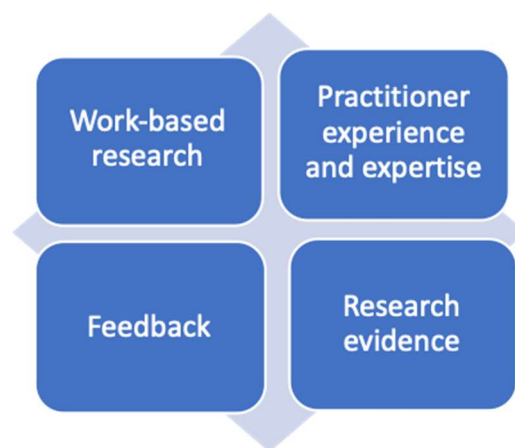 Work-based
research
Practitioner
experience
and expertise
Feedback
Research
evidence